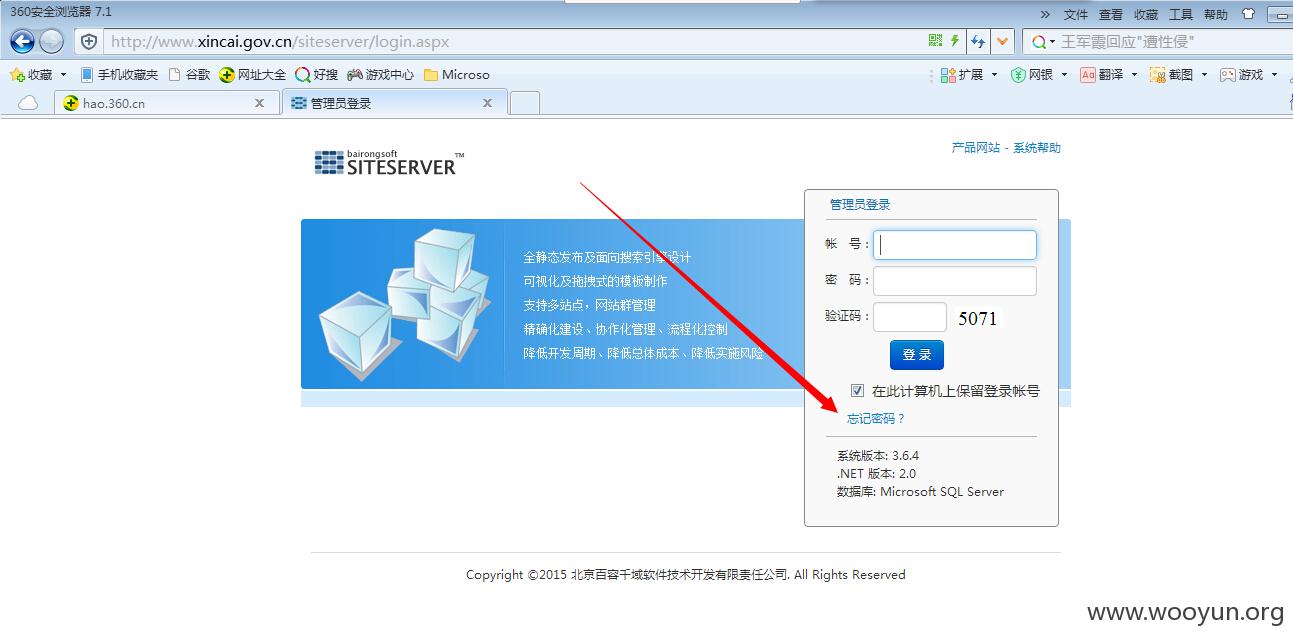 360安全浏览器 7.1
» 文件 查看 收藏 工具 帮助
http://www.xincai.gov.cn/siteserver/login.aspx 王军霞回应"遭性侵"
收藏 手机收藏夹 谷歌 网址大全 好搜 游戏中心 Microso 扩展 网银 Aa 翻译 截图 游戏
hao.360.cn x 管理员登录 x
产品网站 - 系统帮助
bairongsoft
SITESERVER™
管理员登录
帐 号：
密 码：
验证码： 5071
登 录
在此计算机上保留登录帐号
忘记密码？
全静态发布及面向搜索引擎设计
可视化及拖拽式的模板制作
支持多站点，网站群管理
精确化建设、协作化管理、流程化控制
降低开发周期、降低总体成本、降低实施风险
系统版本: 3.6.4
.NET 版本: 2.0
数据库: Microsoft SQL Server
Copyright ©2015 北京百容千域软件技术开发有限责任公司. All Rights Reserved
www.wooyun.org